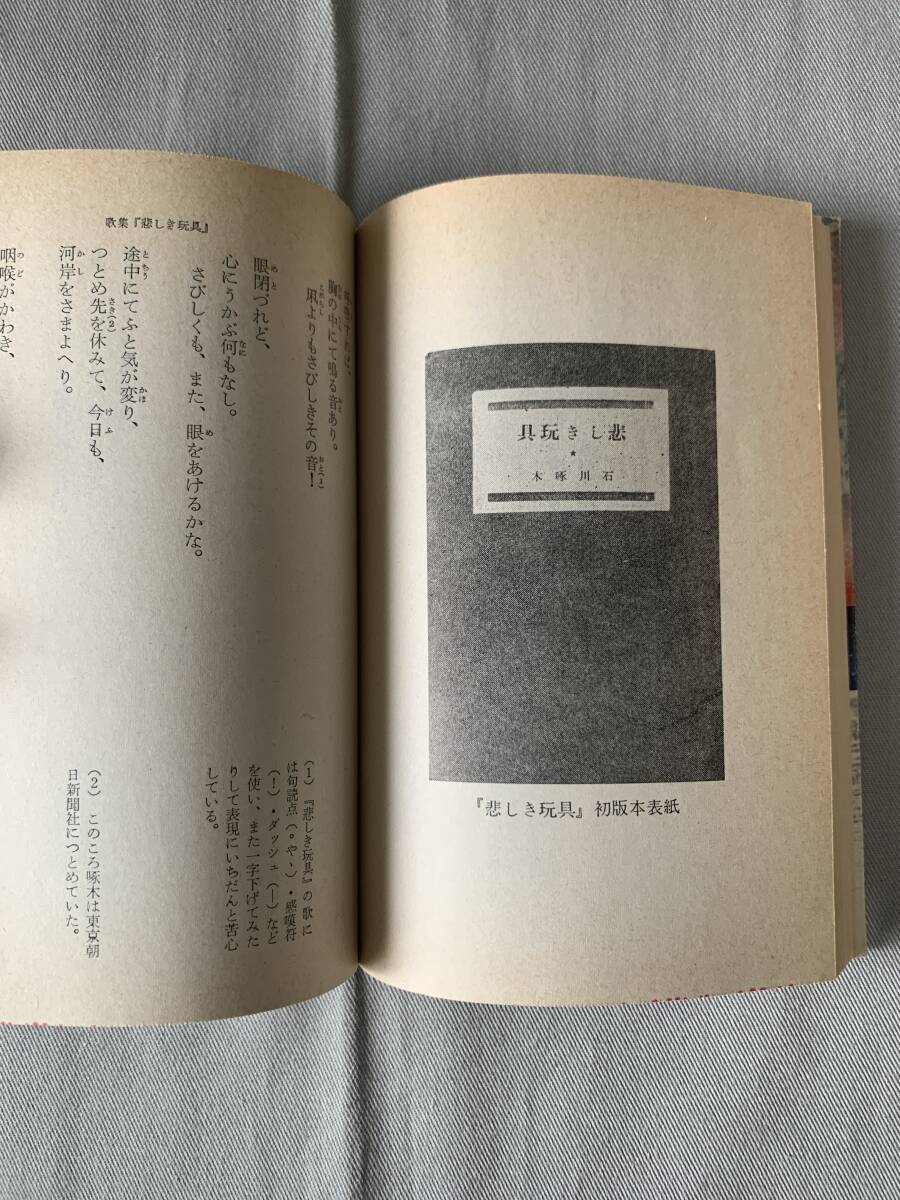 悲しき玩具
*
石川啄木
『悲しき玩具』初版本表紙
歌集『悲しき玩具』
すれば、
胸の中にて鳴る音あり。
凩よりもさびしきその音!(1)
眼閉づれど、
心にうかぶ何もなし。
さびしくも、また、眼をあけるかな。
途中にてふと気が変り、
つとめ先(2)を休みて、今日も、
河岸をさまよへり。
咽喉がかわき、
(1) 『悲しき玩具』の歌に
は句読点(。や、)・感嘆符
(!)・ダッシュ(―)など
を使い、また一字下げてみた
りして表現にいちだんと苦心
している。
(2) このころ啄木は東京朝
日新聞社につとめていた。